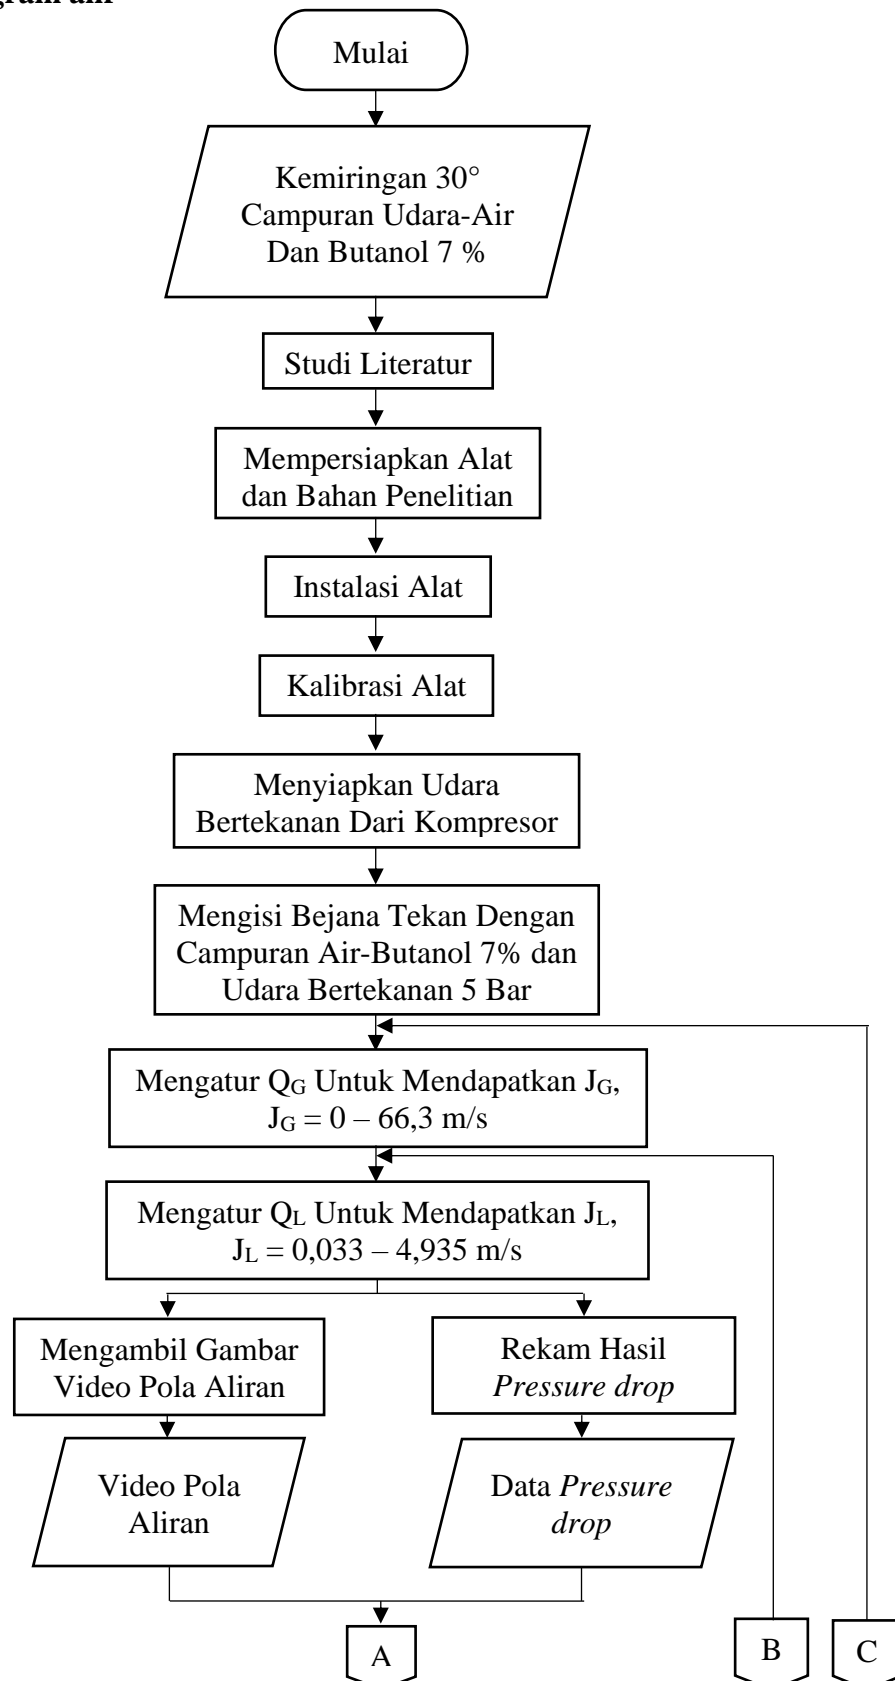 Mulai
Kemiringan 30°
Campuran Udara-Air
Dan Butanol 7 %
Studi Literatur
Mempersiapkan Alat
dan Bahan Penelitian
Instalasi Alat
Kalibrasi Alat
Menyiapkan Udara
Bertekanan Dari Kompresor
Mengisi Bejana Tekan Dengan
Campuran Air-Butanol 7% dan
Udara Bertekanan 5 Bar
Mengatur QG Untuk Mendapatkan JG,
JG = 0 – 66,3 m/s
Mengatur QL Untuk Mendapatkan JL,
JL = 0,033 – 4,935 m/s
Mengambil Gambar
Video Pola Aliran
Rekam Hasil
Pressure drop
Video Pola
Aliran
Data Pressure
drop
A
B
C